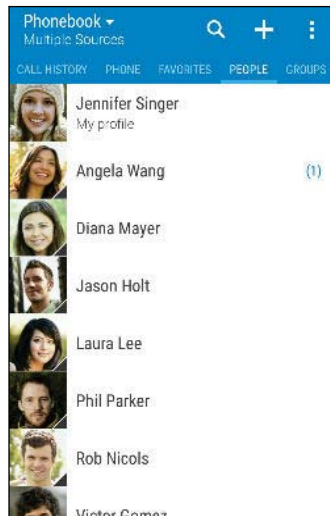 Phonebook
Multiple Sources
CALL HISTORY PHONE FAVORITES PEOPLE GROUPS
Jennifer Singer
My profile
Angela Wang (1)
Diana Mayer
Jason Holt
Laura Lee
Phil Parker
Rob Nicols
Victor Gomez